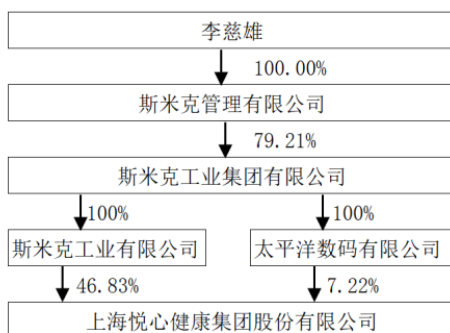 李慈雄
100.00%
斯米克管理有限公司
79.21%
斯米克工业集团有限公司
100% 100%
斯米克工业有限公司 太平洋数码有限公司
46.83% 7.22%
上海悦心健康集团股份有限公司